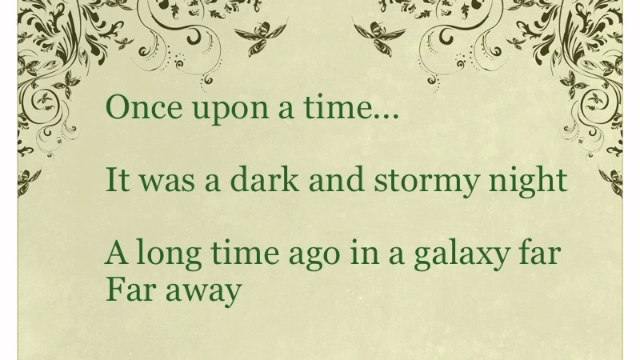 Once upon a time...
It was a dark and stormy night
A long time ago in a galaxy far
Far away